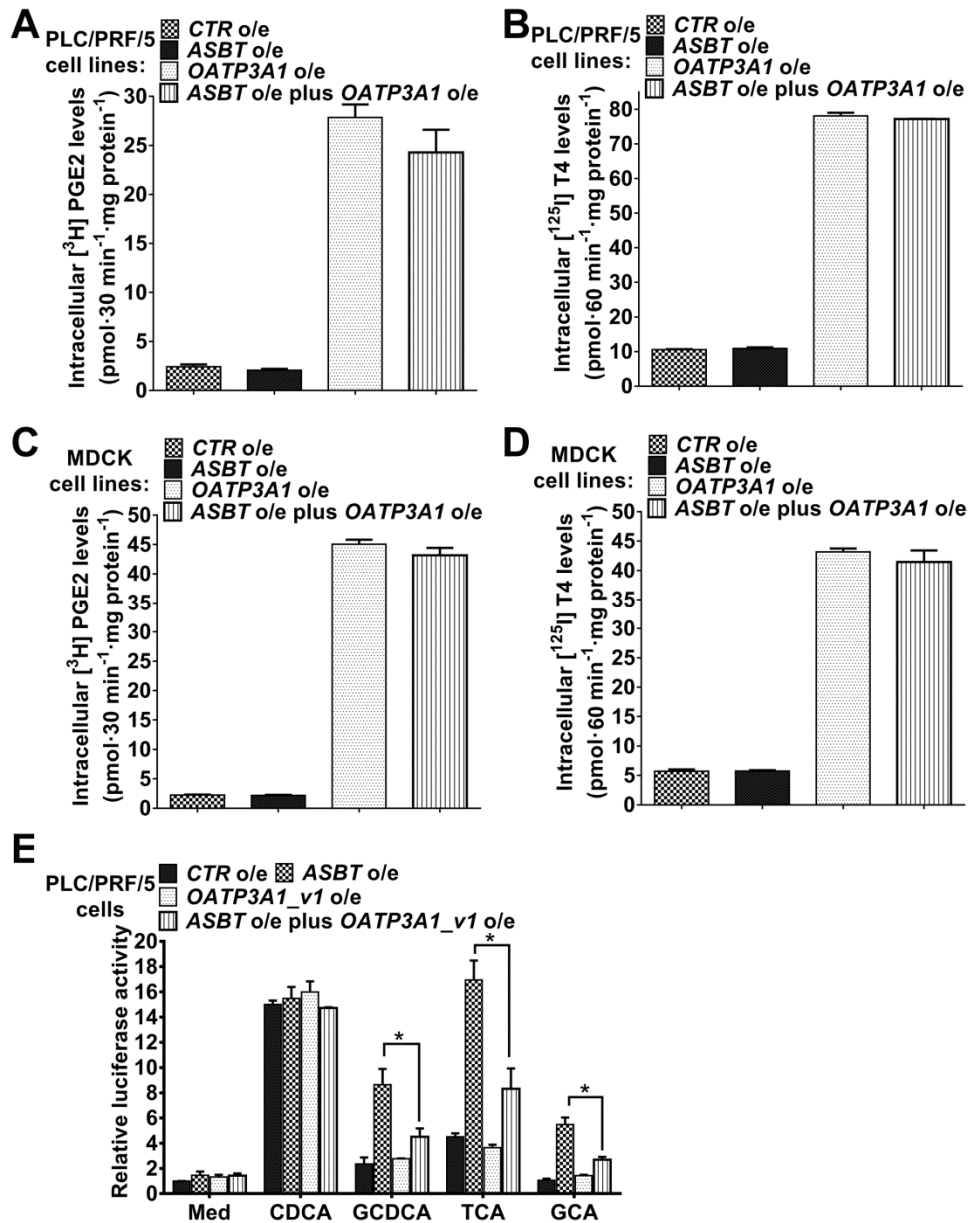 A
PLC/PRF/5
cell lines:
CTR o/e
ASBT o/e
OATP3A1 o/e
ASBT o/e plus OATP3A1 o/e
Intracellular [³H] PGE2 levels
(pmol·30 min⁻¹·mg protein⁻¹)
30
25
20
15
10
5
0
B
PLC/PRF/5
cell lines:
CTR o/e
ASBT o/e
OATP3A1 o/e
ASBT o/e plus OATP3A1 o/e
Intracellular [¹²⁵I] T4 levels
(pmol·60 min⁻¹·mg protein⁻¹)
80
70
60
50
40
30
20
10
0
C
MDCK
cell lines:
CTR o/e
ASBT o/e
OATP3A1 o/e
ASBT o/e plus OATP3A1 o/e
Intracellular [³H] PGE2 levels
(pmol·30 min⁻¹·mg protein⁻¹)
50
45
40
35
30
25
20
15
10
5
0
D
MDCK
cell lines:
CTR o/e
ASBT o/e
OATP3A1 o/e
ASBT o/e plus OATP3A1 o/e
Intracellular [¹²⁵I] T4 levels
(pmol·60 min⁻¹·mg protein⁻¹)
50
45
40
35
30
25
20
15
10
5
0
E
PLC/PRF/5
cells
CTR o/e ASBT o/e
OATP3A1_v1 o/e
ASBT o/e plus OATP3A1_v1 o/e
Relative luciferase activity
20
18
16
14
12
10
8
6
4
2
0
*
*
*
Med CDCA GCDCA TCA GCA